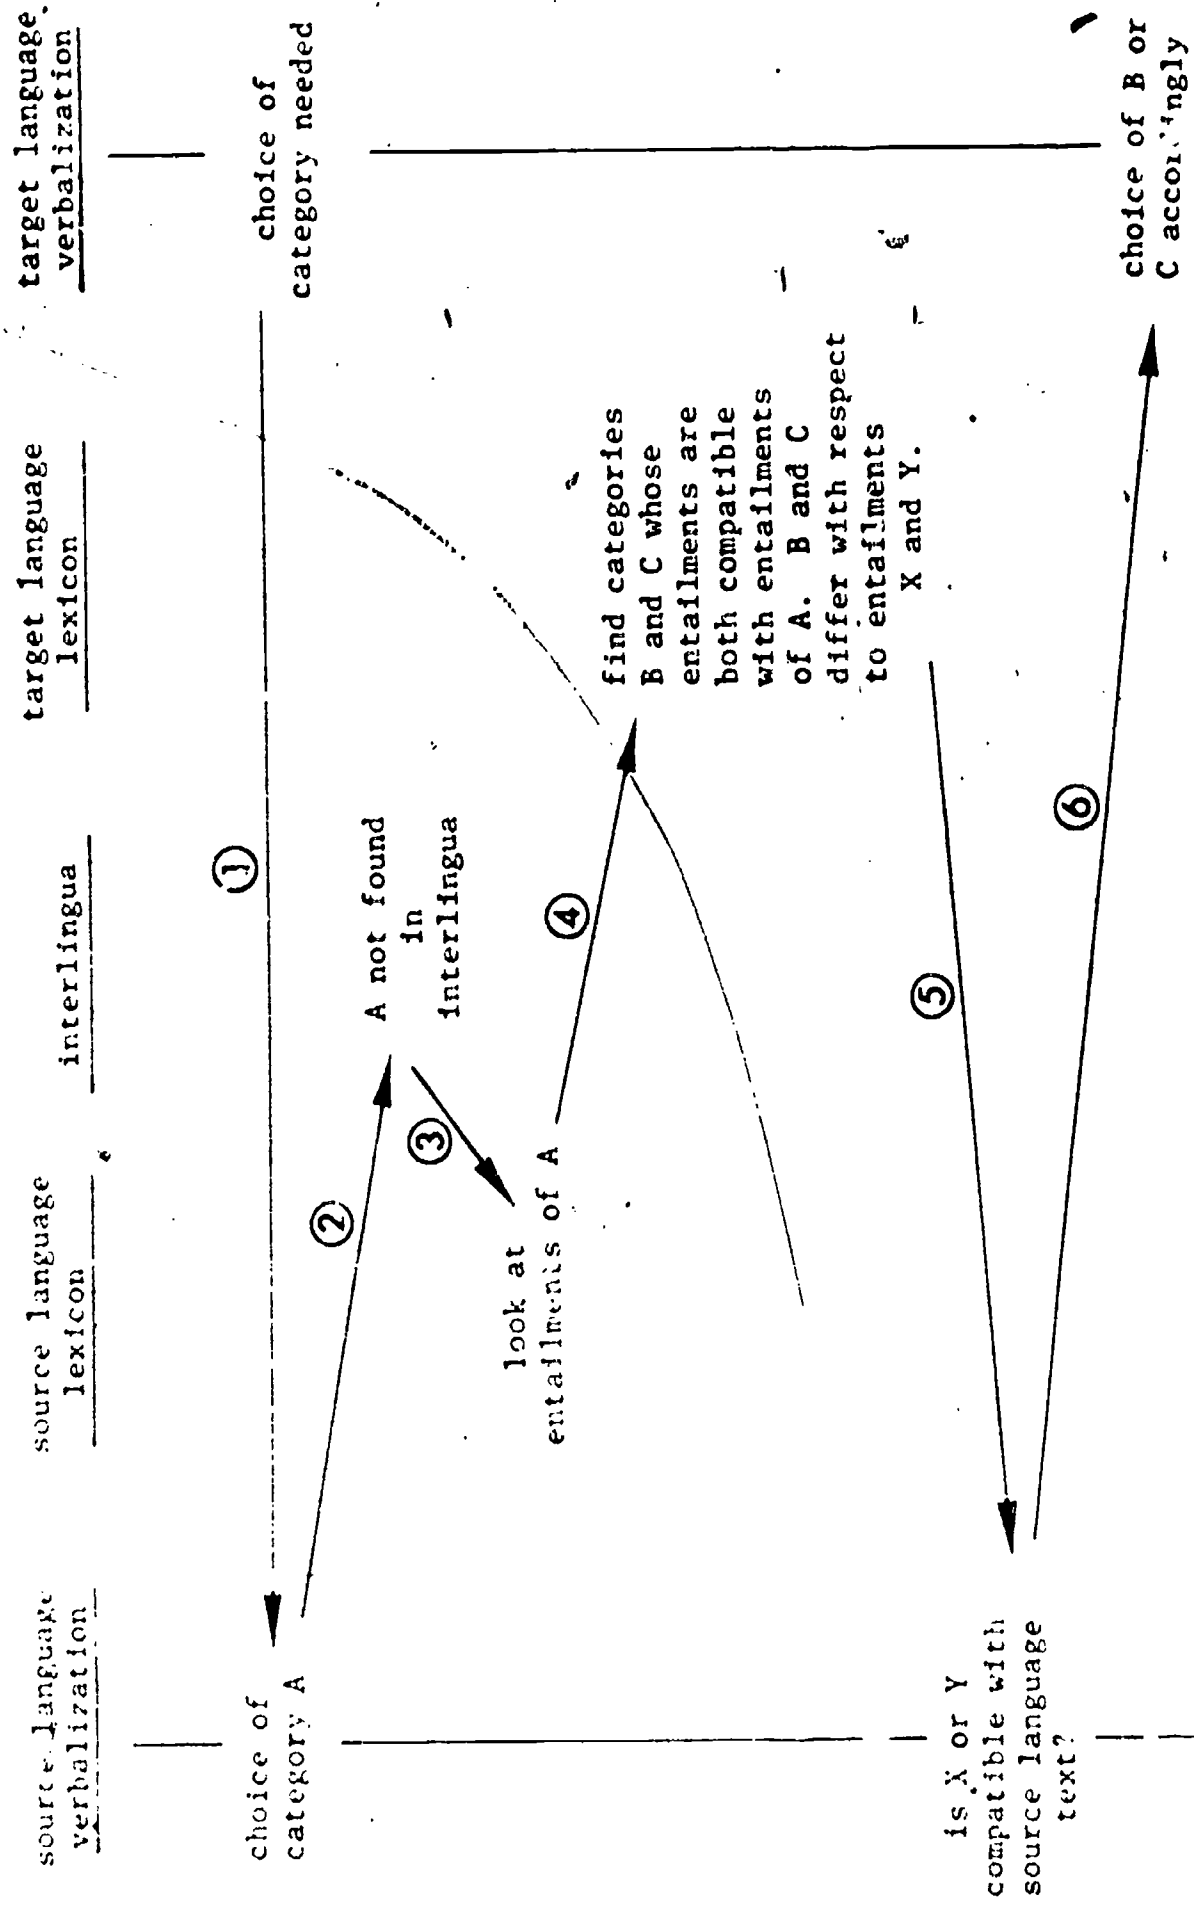 source language
verbalization
source language
lexicon
interlingua
target language
lexicon
target language
verbalization
choice of
category A
1
choice of
category needed
2
A not found
in
interlingua
3
look at
entailments of A
4
find categories
B and C whose
entailments are
both compatible
with entailments
of A. B and C
differ with respect
to entailments
X and Y.
5
is X or Y
compatible with
source language
text?
6
choice of B or
C accordingly